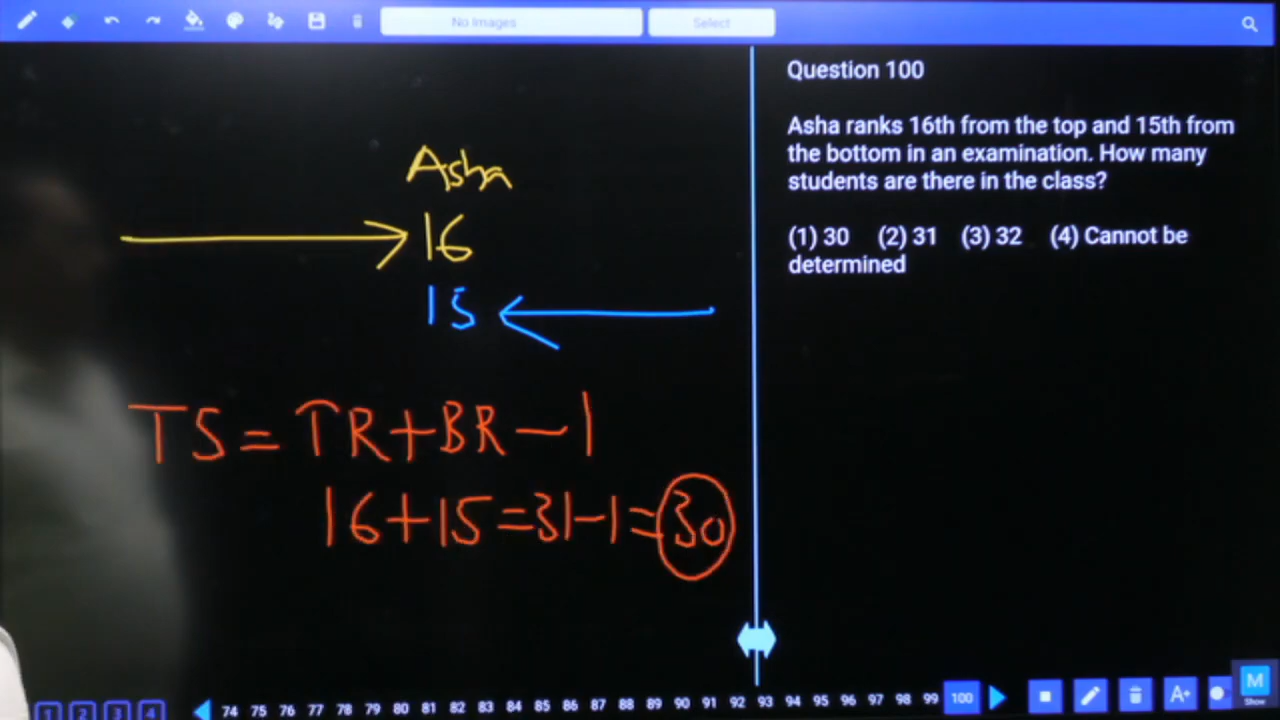 No Images
Select
Asha
16
15
TS = TR + BR - 1
16 + 15 = 31 - 1 = 30
Question 100
Asha ranks 16th from the top and 15th from
the bottom in an examination. How many
students are there in the class?
(1) 30 (2) 31 (3) 32 (4) Cannot be
determined
1 2 3 4
74 75 76 77 78 79 80 81 82 83 84 85 86 87 88 89 90 91 92 93 94 95 96 97 98 99 100
A+
M
Show